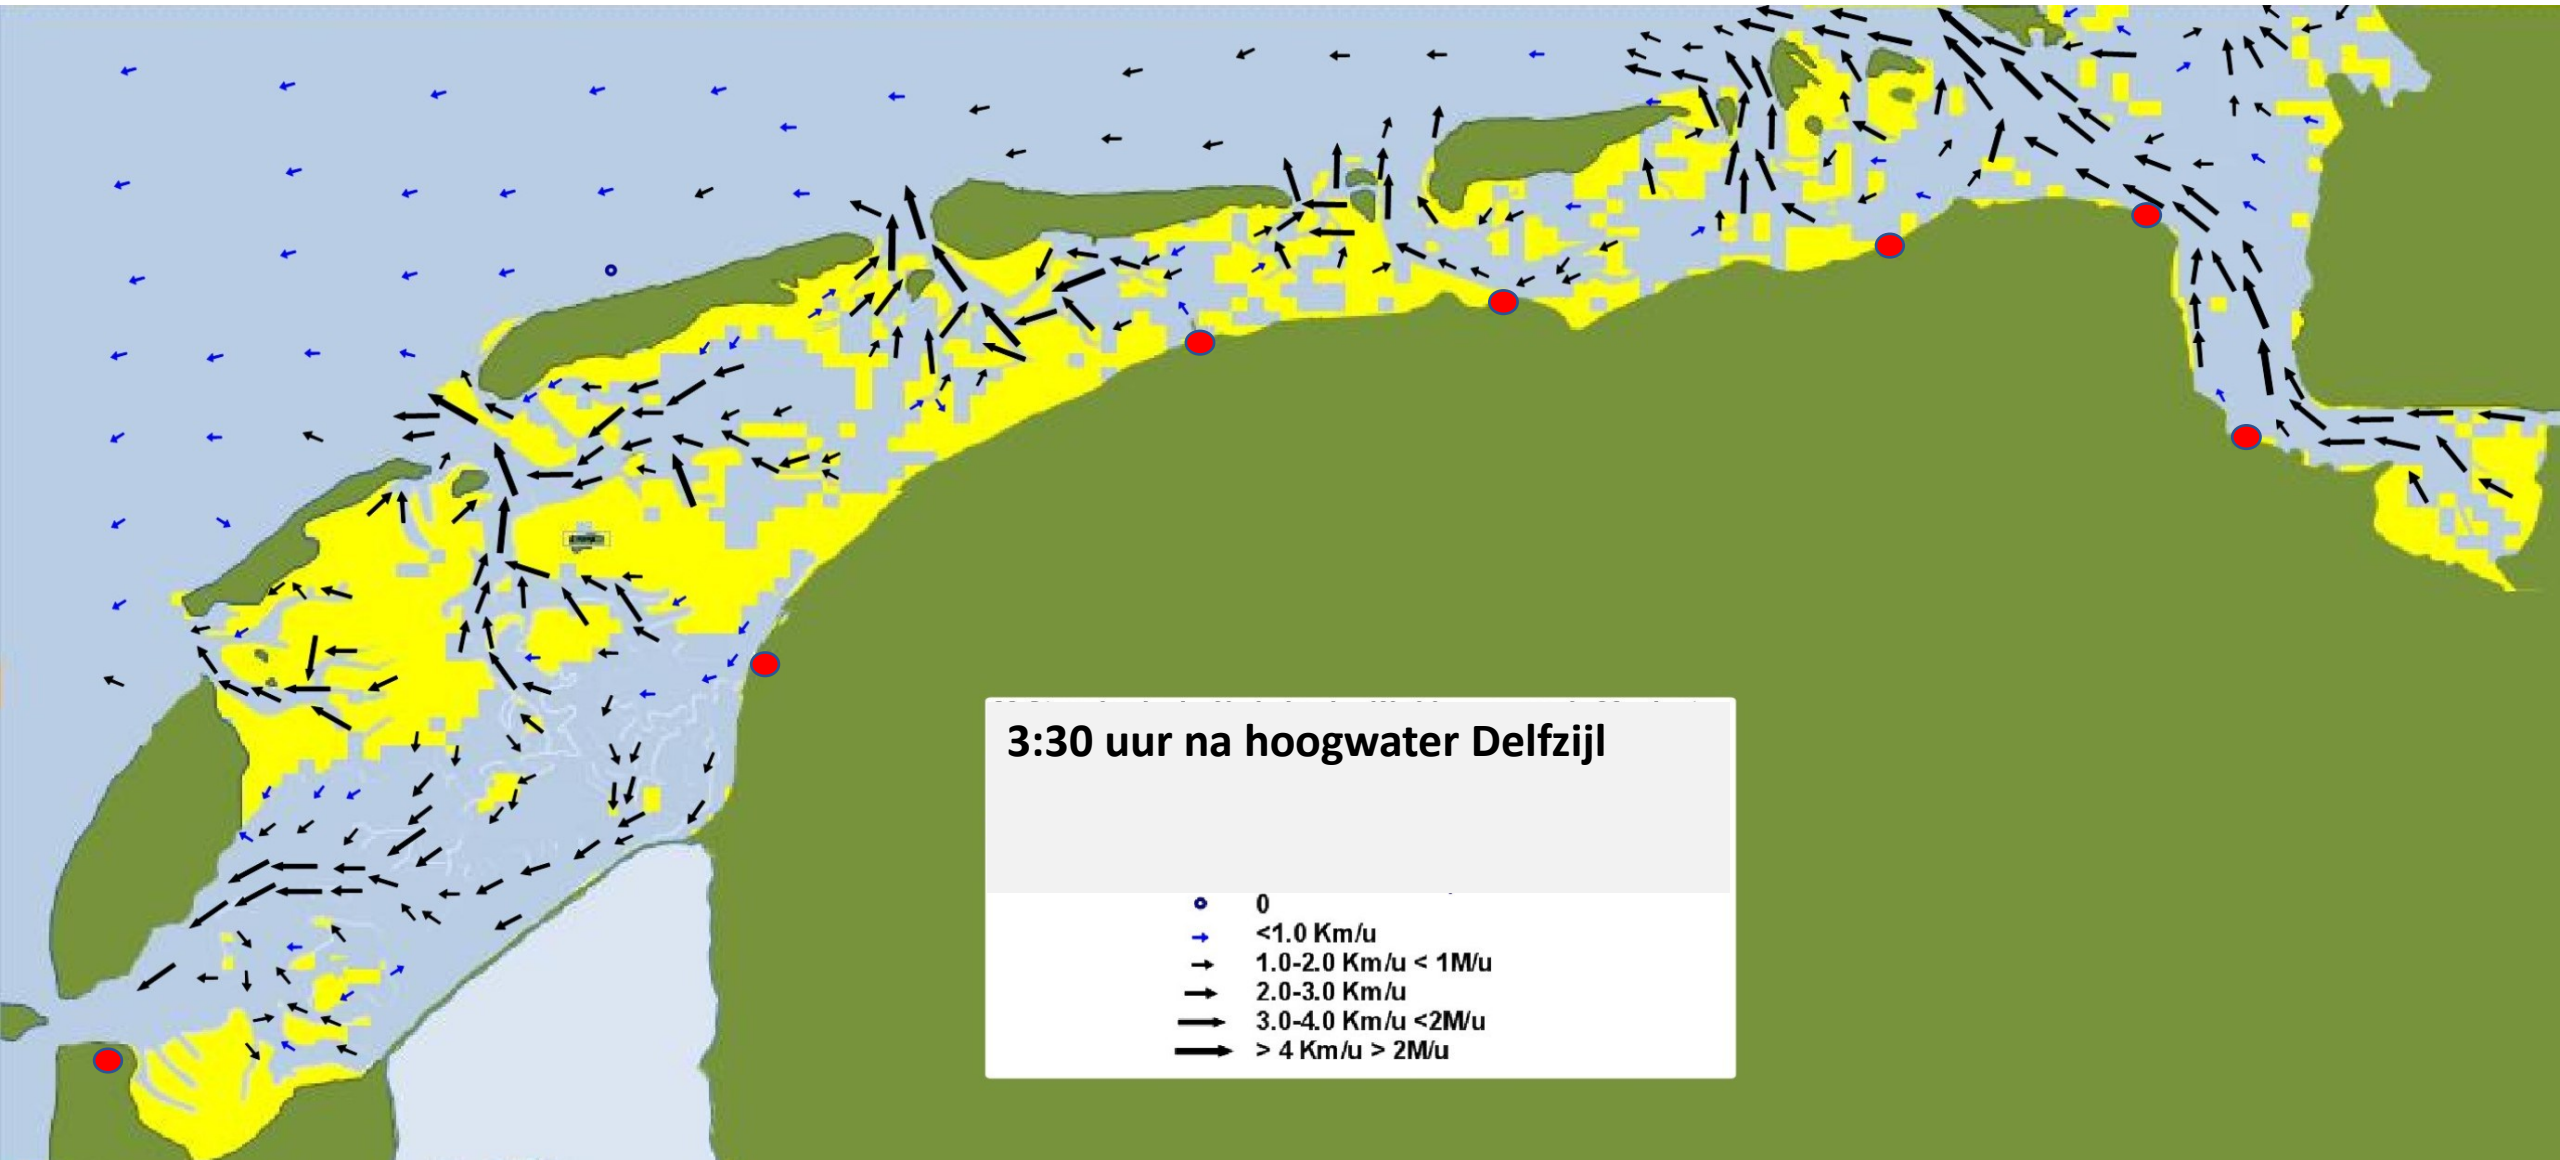 3:30 uur na hoogwater Delfzijl
0
<1.0 Km/u
1.0-2.0 Km/u < 1M/u
2.0-3.0 Km/u
3.0-4.0 Km/u <2M/u
> 4 Km/u > 2M/u